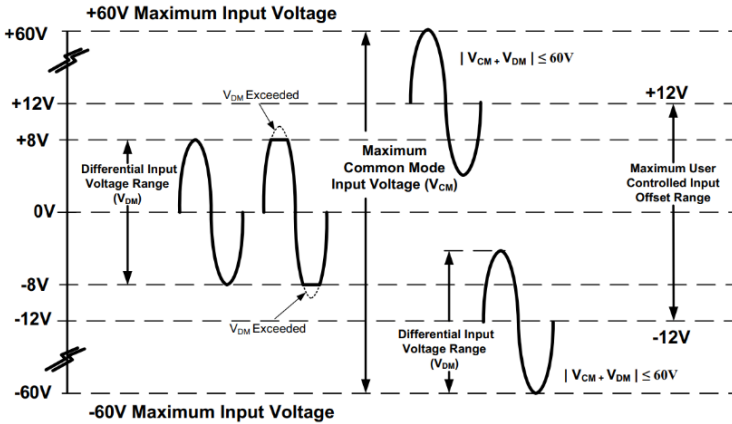 +60V Maximum Input Voltage
+60V
| VCM + VDM | ≤ 60V
VDM Exceeded
+12V
+12V
+8V
Differential Input
Voltage Range
(VDM)
Maximum
Common Mode
Input Voltage (VCM)
Maximum User
Controlled Input
Offset Range
0V
-8V
-12V
VDM Exceeded
Differential Input
Voltage Range
(VDM)
-12V
| VCM + VDM | ≤ 60V
-60V
-60V Maximum Input Voltage